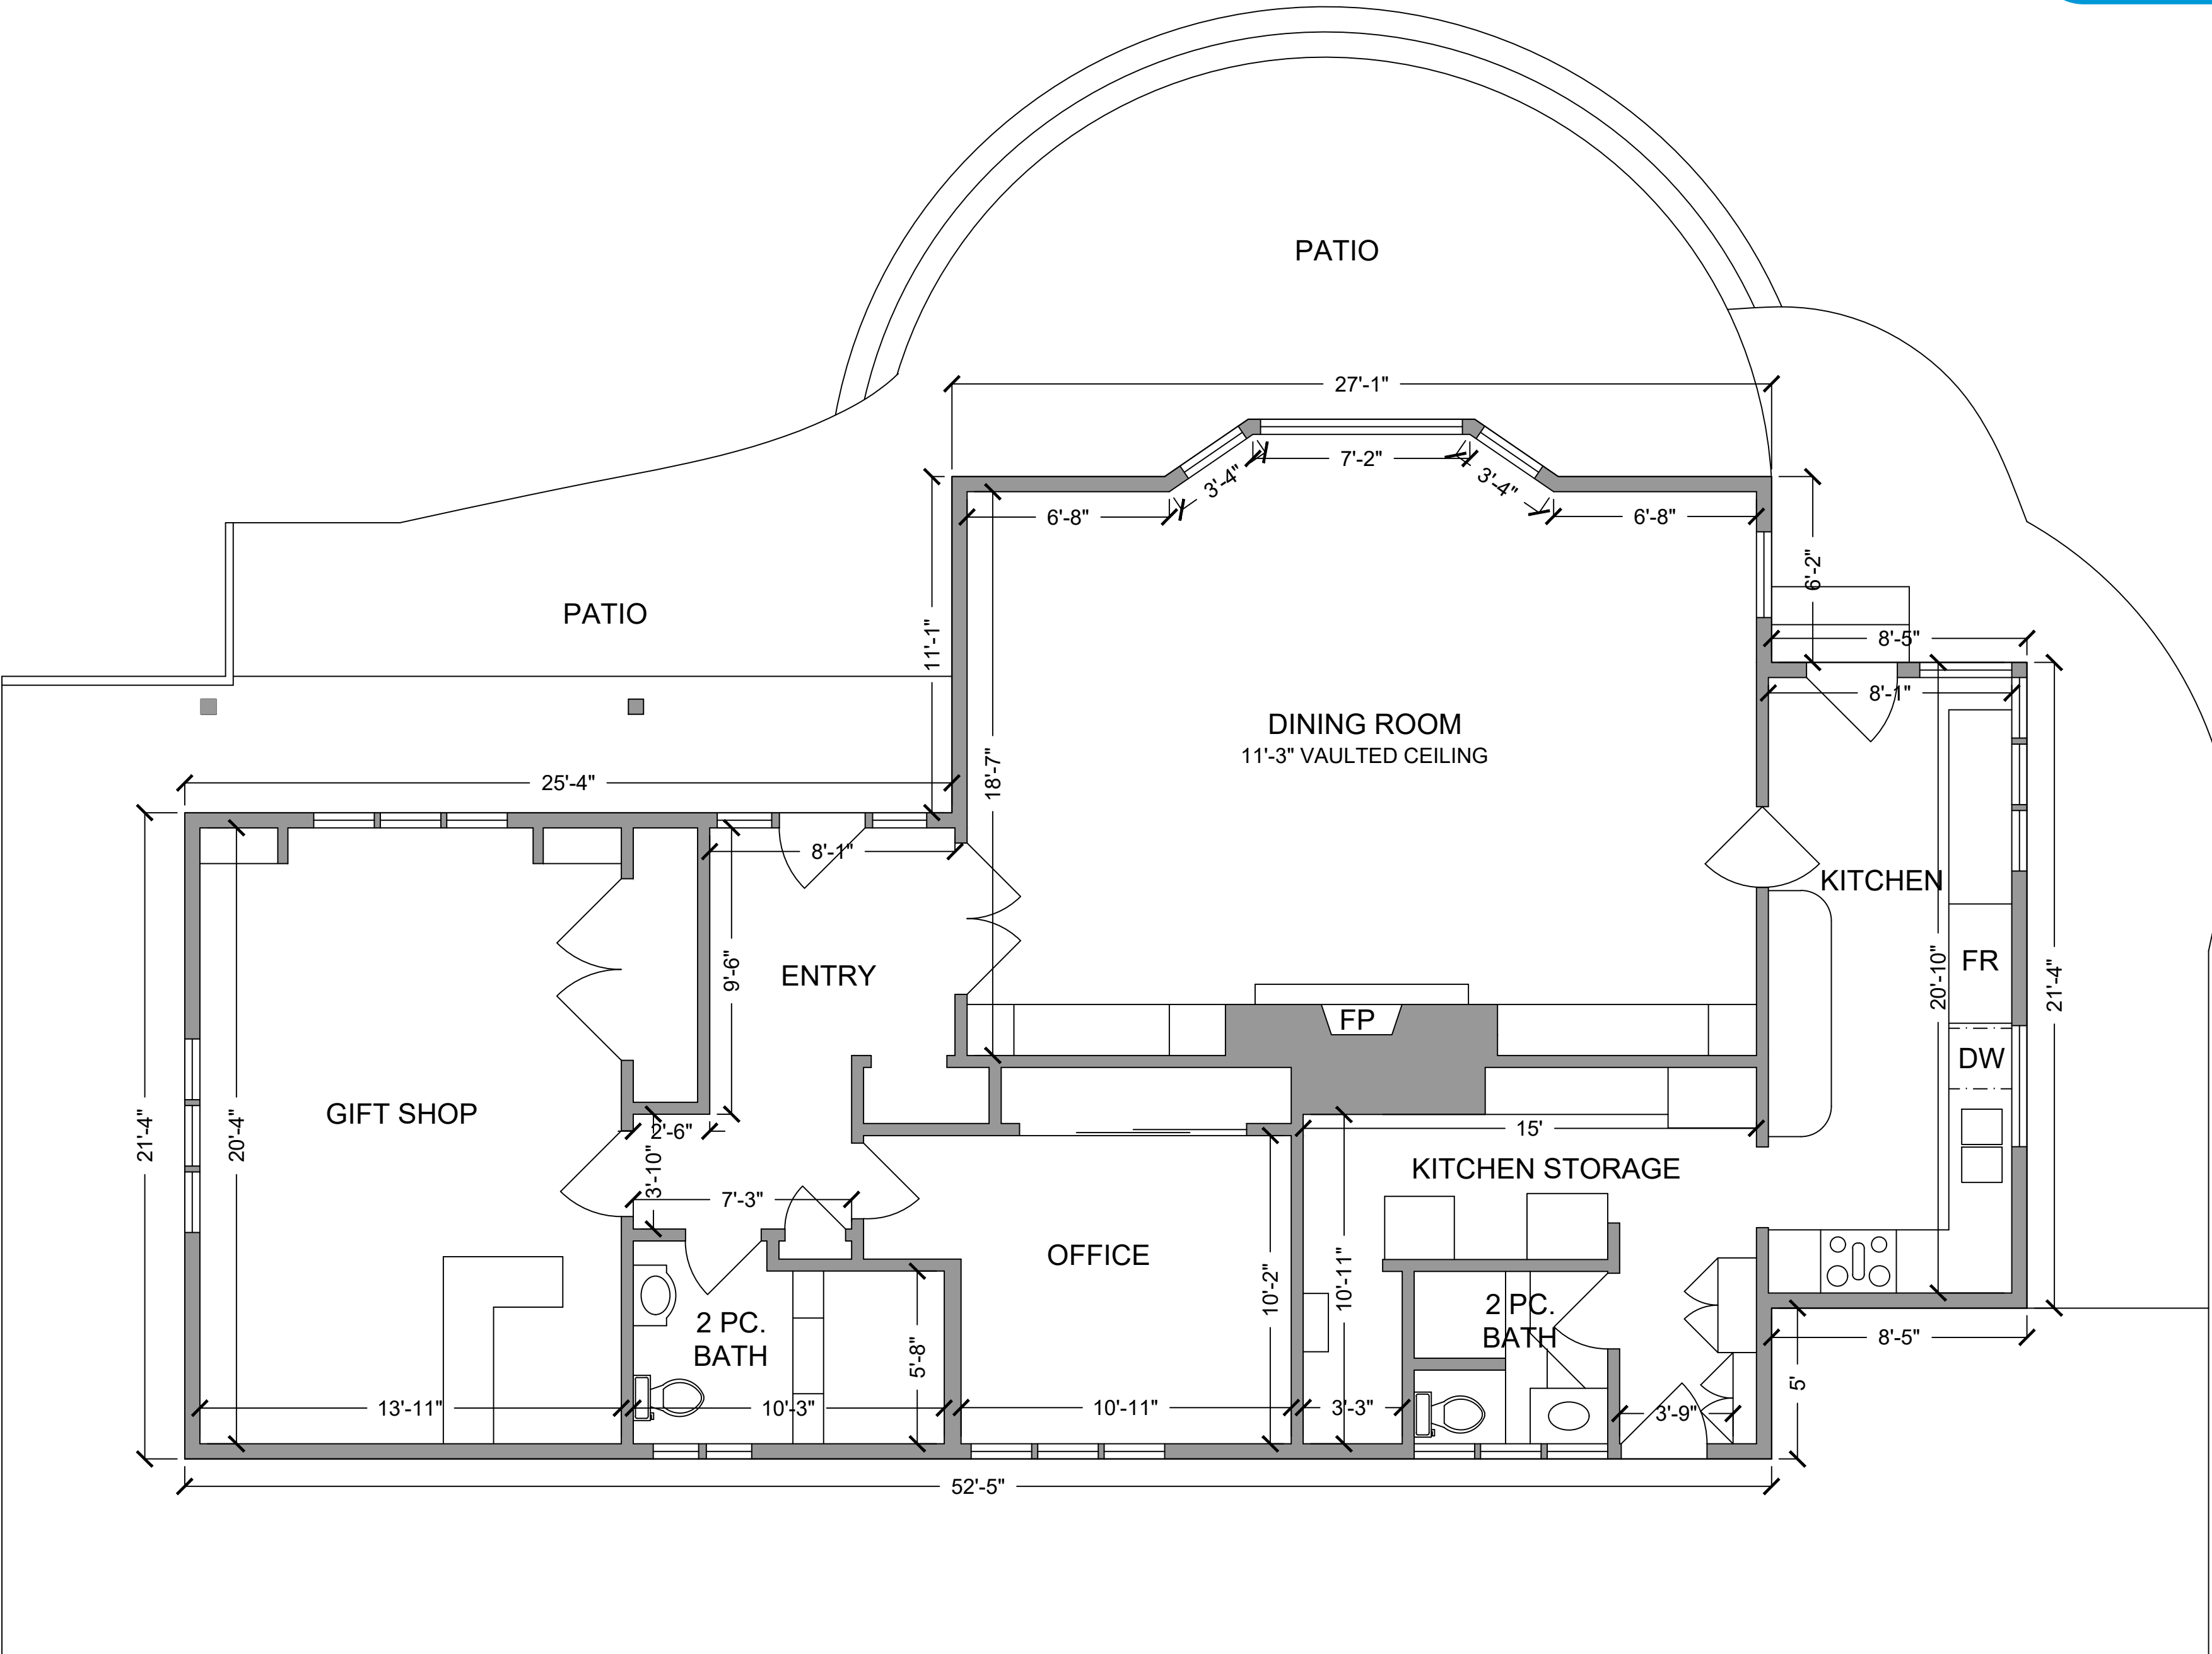 PATIO
27'-1"
7'-2"
3'-4"
3'-4"
6'-8"
6'-8"
6'-2"
PATIO
11'-1"
8'-5"
8'-1"
DINING ROOM
11'-3" VAULTED CEILING
18'-7"
25'-4"
8'-1"
KITCHEN
ENTRY
9'-6"
FR
20'-10"
21'-4"
FP
DW
GIFT SHOP
21'-4"
20'-4"
2'-6"
15'
3'-10"
KITCHEN STORAGE
7'-3"
OFFICE
10'-2"
10'-11"
2 PC.
BATH
2 PC.
BATH
5'-8"
8'-5"
5'
13'-11"
10'-3"
10'-11"
3'-3"
3'-9"
52'-5"